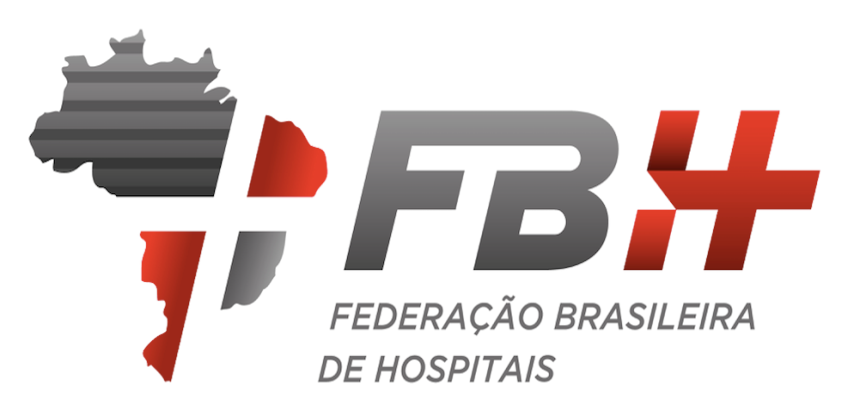 FBH
FEDERAÇÃO BRASILEIRA
DE HOSPITAIS